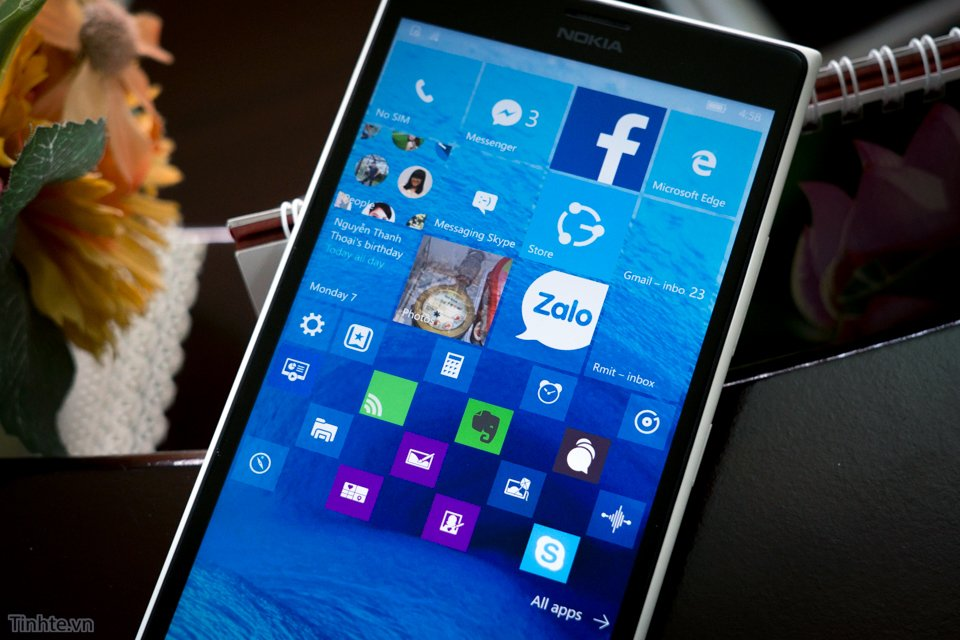 NOKIA
4:58
No SIM
3
Messenger
Microsoft Edge
People
Messaging Skype
Store
Gmail – inbo 23
Nguyễn Thanh
Thoai's birthday
Today all day
Monday 7
Photos
Zalo
Rmit – inbox
All apps
Tinhte.vn